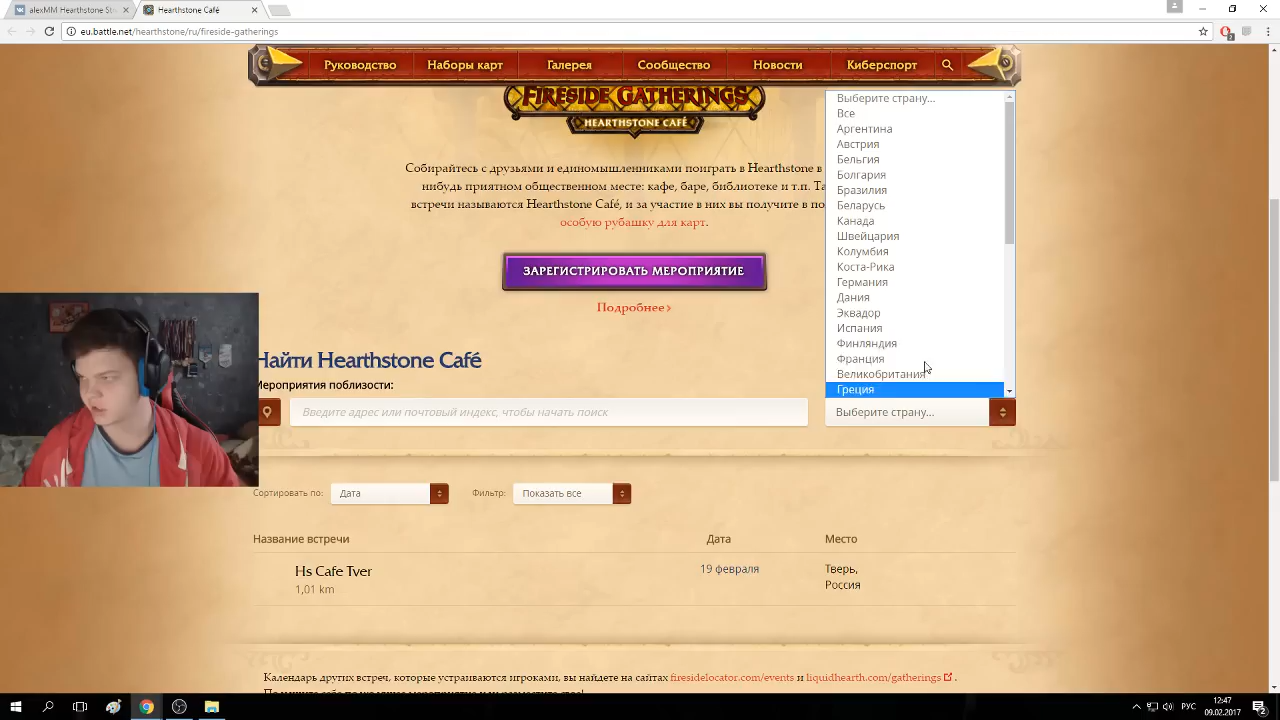 alexMM Hearthstone St
Hearthstone Café
eu.battle.net/hearthstone/ru/fireside-gatherings
Руководство
Наборы карт
Галерея
Сообщество
Новости
Киберспорт
FIRESIDE GATHERINGS
HEARTHSTONE CAFÉ
Собирайтесь с друзьями и единомышленниками поиграть в Hearthstone в
нибудь приятном общественном месте: кафе, баре, библиотеке и т.п. Та
встречи называются Hearthstone Café, и за участие в них вы получите в по
особую рубашку для карт.
ЗАРЕГИСТРИРОВАТЬ МЕРОПРИЯТИЕ
Подробнее
Выберите страну...
Все
Аргентина
Австрия
Бельгия
Болгария
Бразилия
Беларусь
Канада
Швейцария
Колумбия
Коста-Рика
Германия
Дания
Эквадор
Испания
Финляндия
Франция
Великобритания
Греция
Найти Hearthstone Café
Мероприятия поблизости:
Введите адрес или почтовый индекс, чтобы начать поиск
Выберите страну...
Сортировать по: Дата Фильтр: Показать все
Название встречи Дата Место
Hs Cafe Tver 19 февраля Тверь,
1,01 km Россия
Календарь других встреч, которые устраиваются игроками, вы найдете на сайтах firesidelocator.com/events и liquidhearth.com/gatherings .
РУС
12:47
09.02.2017